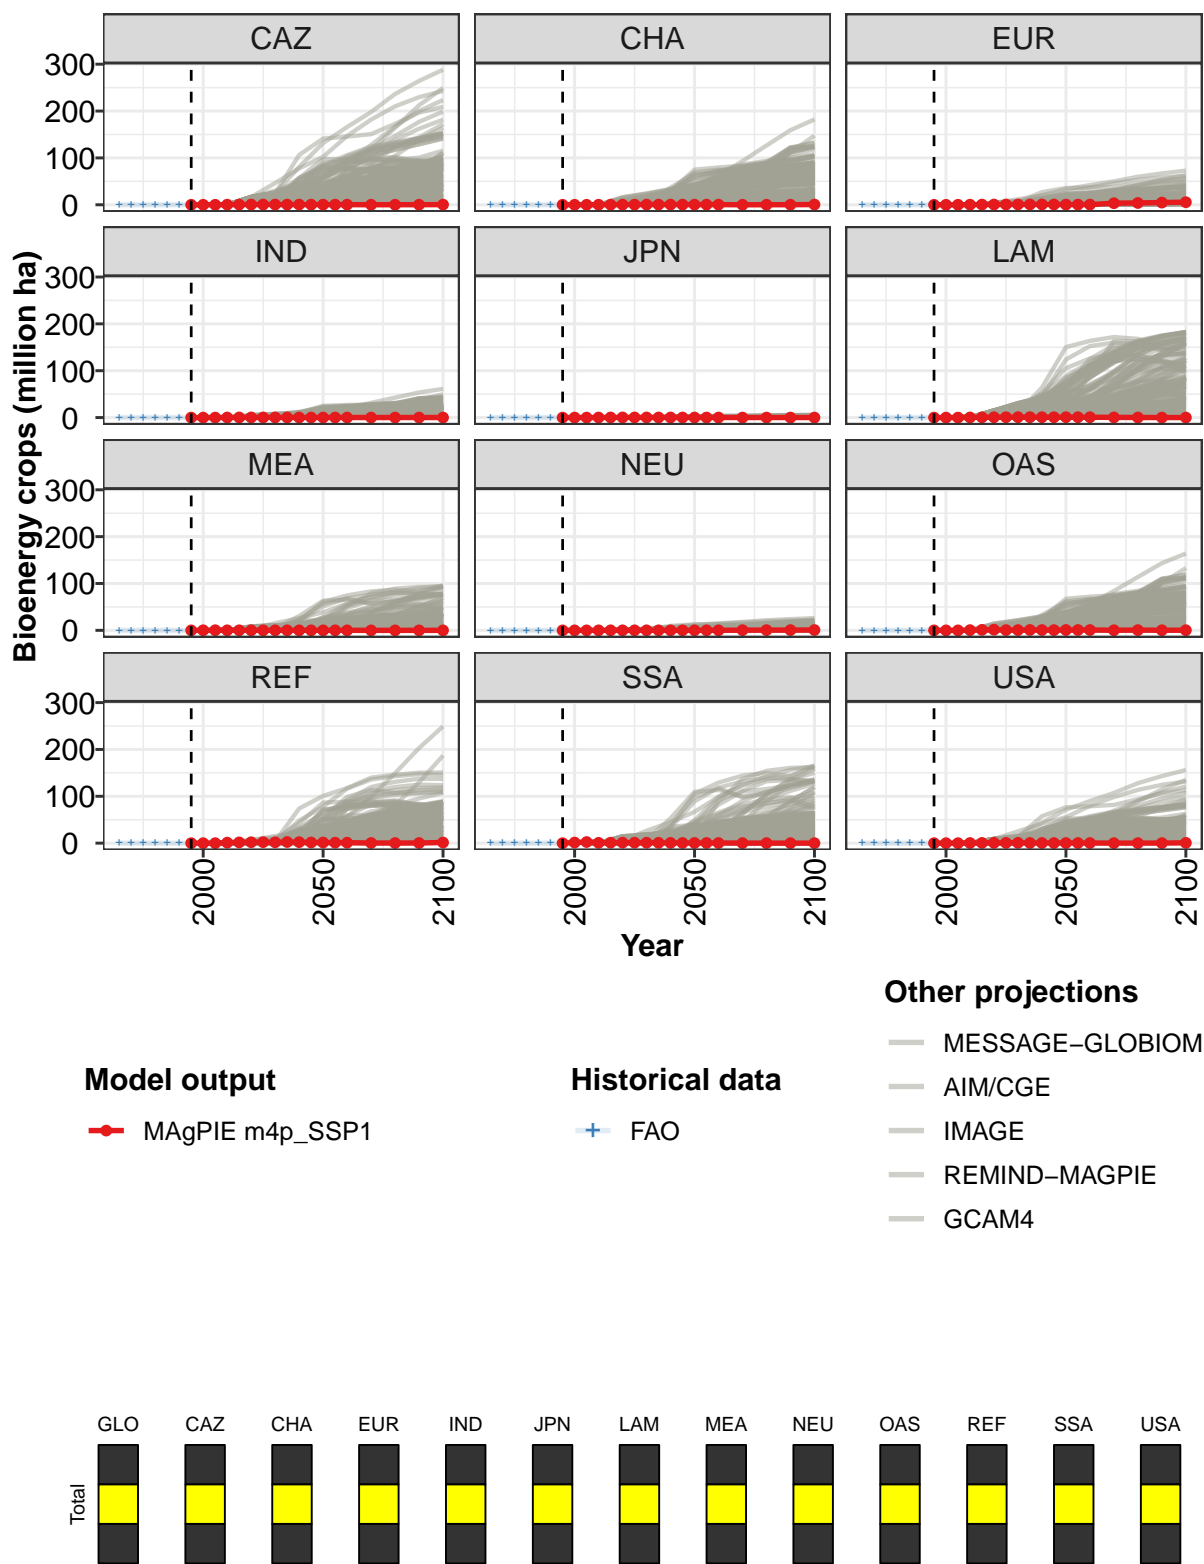 CAZ CHA EUR
300
200
100
0
IND JPN LAM
300
200
100
0
MEA NEU OAS
300
200
100
0
REF SSA USA
300
200
100
0
2000 2050 2100 2000 2050 2100 2000 2050 2100
Year
Bioenergy crops (million ha)
Other projections
MESSAGE−GLOBIOM
AIM/CGE
IMAGE
REMIND−MAGPIE
GCAM4
Model output
MAgPIE m4p_SSP1
Historical data
FAO
GLO CAZ CHA EUR IND JPN LAM MEA NEU OAS REF SSA USA
Total